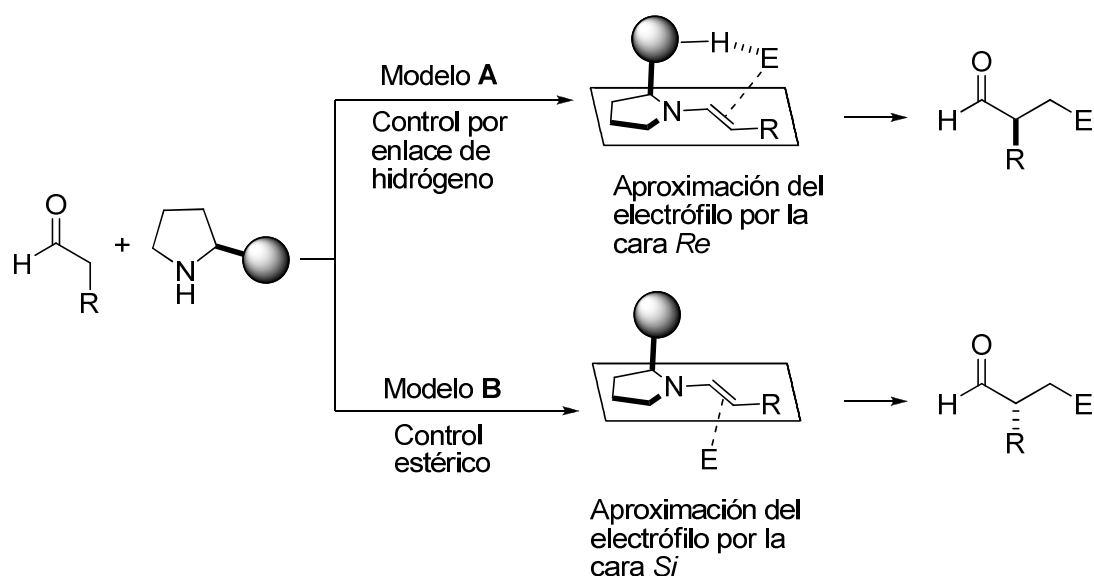 Modelo A
Control por
enlace de
hidrógeno
H
E
N
R
Aproximación del
electrófilo por la
cara Re
O
H
E
R
O
H
R
+
N
H
Modelo B
Control
estérico
N
R
E
Aproximación del
electrófilo por la
cara Si
O
H
E
R